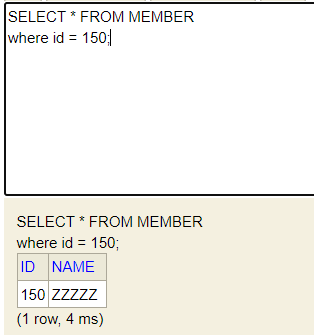 SELECT * FROM MEMBER
where id = 150;
SELECT * FROM MEMBER
where id = 150;
ID NAME
150 ZZZZZ
(1 row, 4 ms)